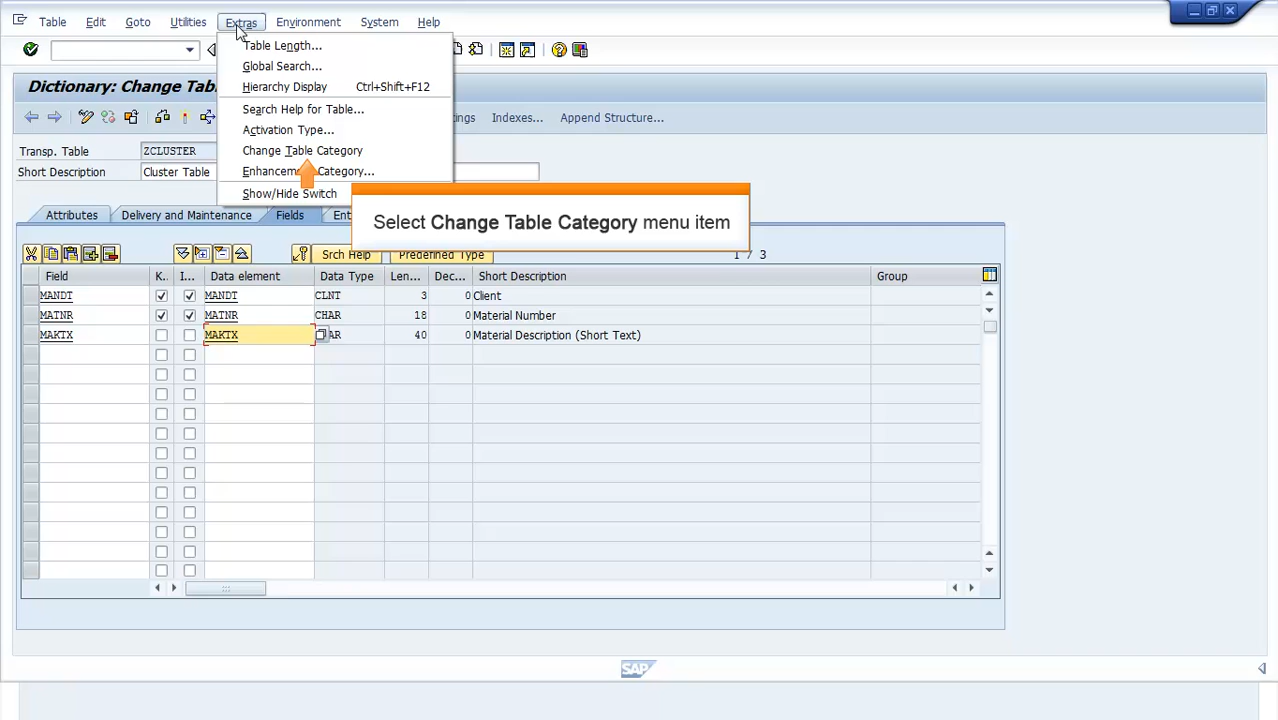 Table Edit Goto Utilities Extras Environment System Help
Table Length...
Global Search...
Hierarchy Display Ctrl+Shift+F12
Search Help for Table...
Activation Type...
Change Table Category
Category...
Show/Hide Switch
Dictionary: Change
Indexes... Append Structure...
Transp. Table ZCLUSTER
Short Description Cluster Table
Select Change Table Category menu item
Attributes Delivery and Maintenance Fields
Srch Help Predefined Type 1 / 3
Field K.. I... Data element Data Type Len... Dec... Short Description Group
MANDT MANDT CLNT 3 0 Client
MATNR MATNR CHAR 18 0 Material Number
MAKTX MAKTX 40 0 Material Description (Short Text)
SAP